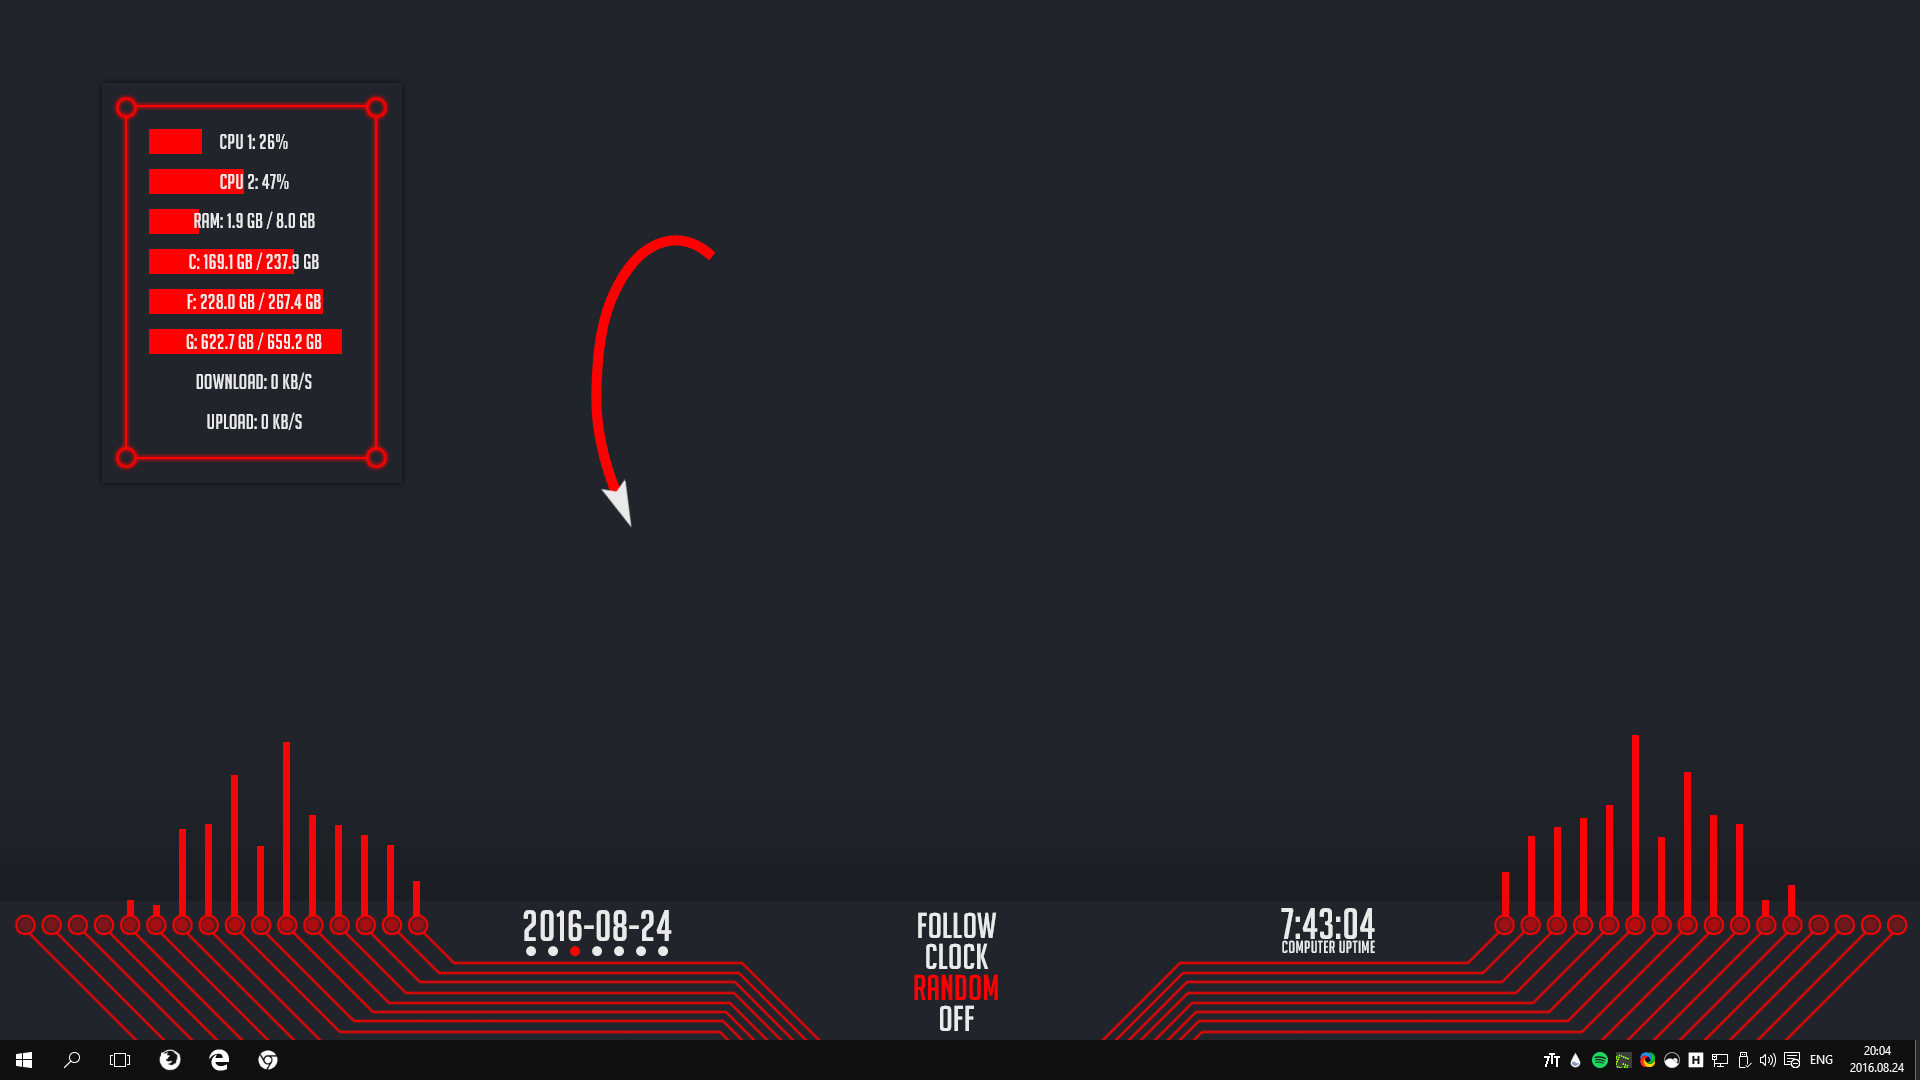 CPU 1: 26%
CPU 2: 47%
RAM: 1.9 GB / 8.0 GB
C: 169.1 GB / 237.9 GB
F: 228.0 GB / 267.4 GB
G: 622.7 GB / 659.2 GB
DOWNLOAD: 0 KB/S
UPLOAD: 0 KB/S
2016-08-24
FOLLOW
CLOCK
RANDOM
OFF
7:43:04
COMPUTER UPTIME
7TT
H
ENG
20:04
2016.08.24